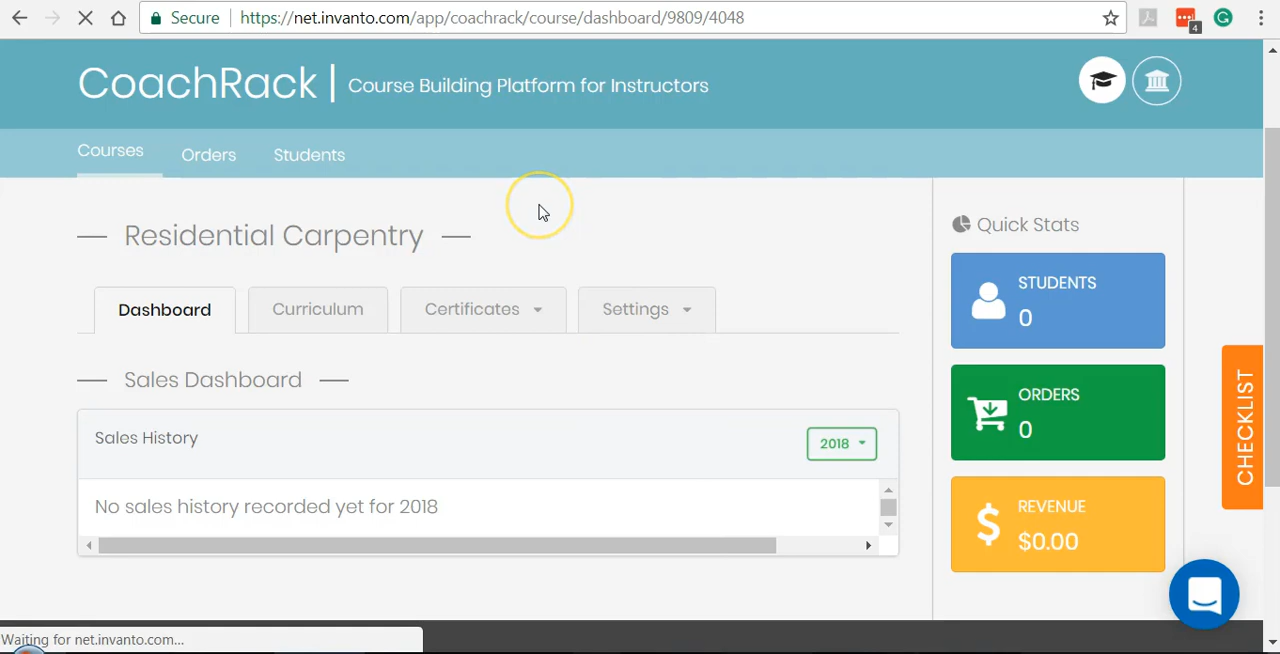 Secure https://net.invanto.com/app/coachrack/course/dashboard/9809/4048
4
CoachRack | Course Building Platform for Instructors
Courses Orders Students
Residential Carpentry
Dashboard Curriculum Certificates Settings
Sales Dashboard
Sales History 2018
No sales history recorded yet for 2018
Quick Stats
STUDENTS
0
ORDERS
0
REVENUE
$0.00
CHECKLIST
Waiting for net.invanto.com...